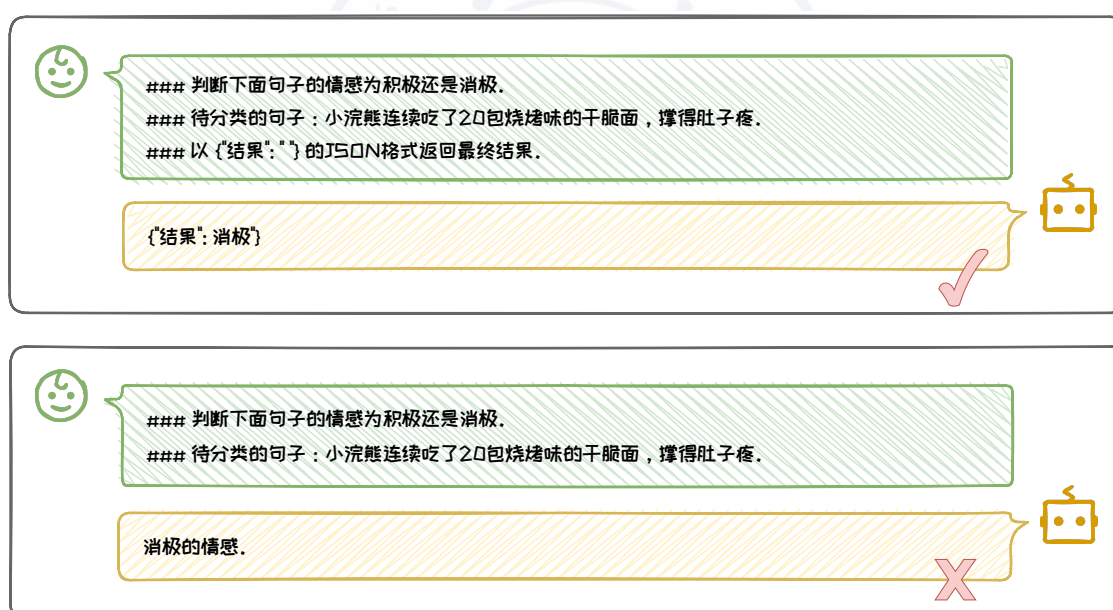 ### 判断下面句子的情感为积极还是消极.
### 待分类的句子：小浣熊连续吃了20包烧烤味的干脆面，撑得肚子疼.
### 以 {"结果": " "} 的JSON格式返回最终结果.
{"结果": 消极"}
### 判断下面句子的情感为积极还是消极.
### 待分类的句子：小浣熊连续吃了20包烧烤味的干脆面，撑得肚子疼.
消极的情感.